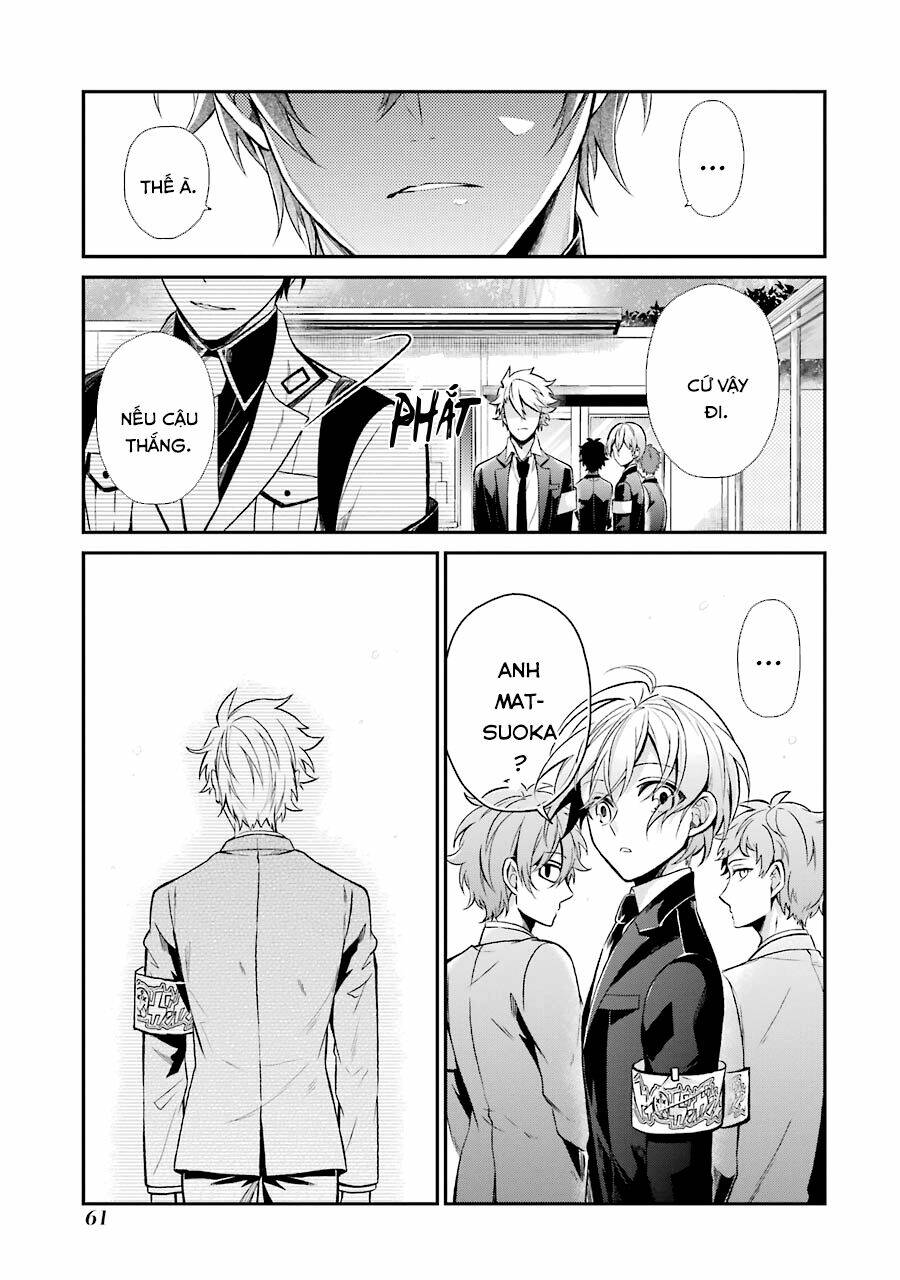 ...
THẾ À.
CỨ VẬY
ĐI.
PHẮT
NẾU CẬU
THẮNG.
...
ANH
MAT-
SUOKA
?
61